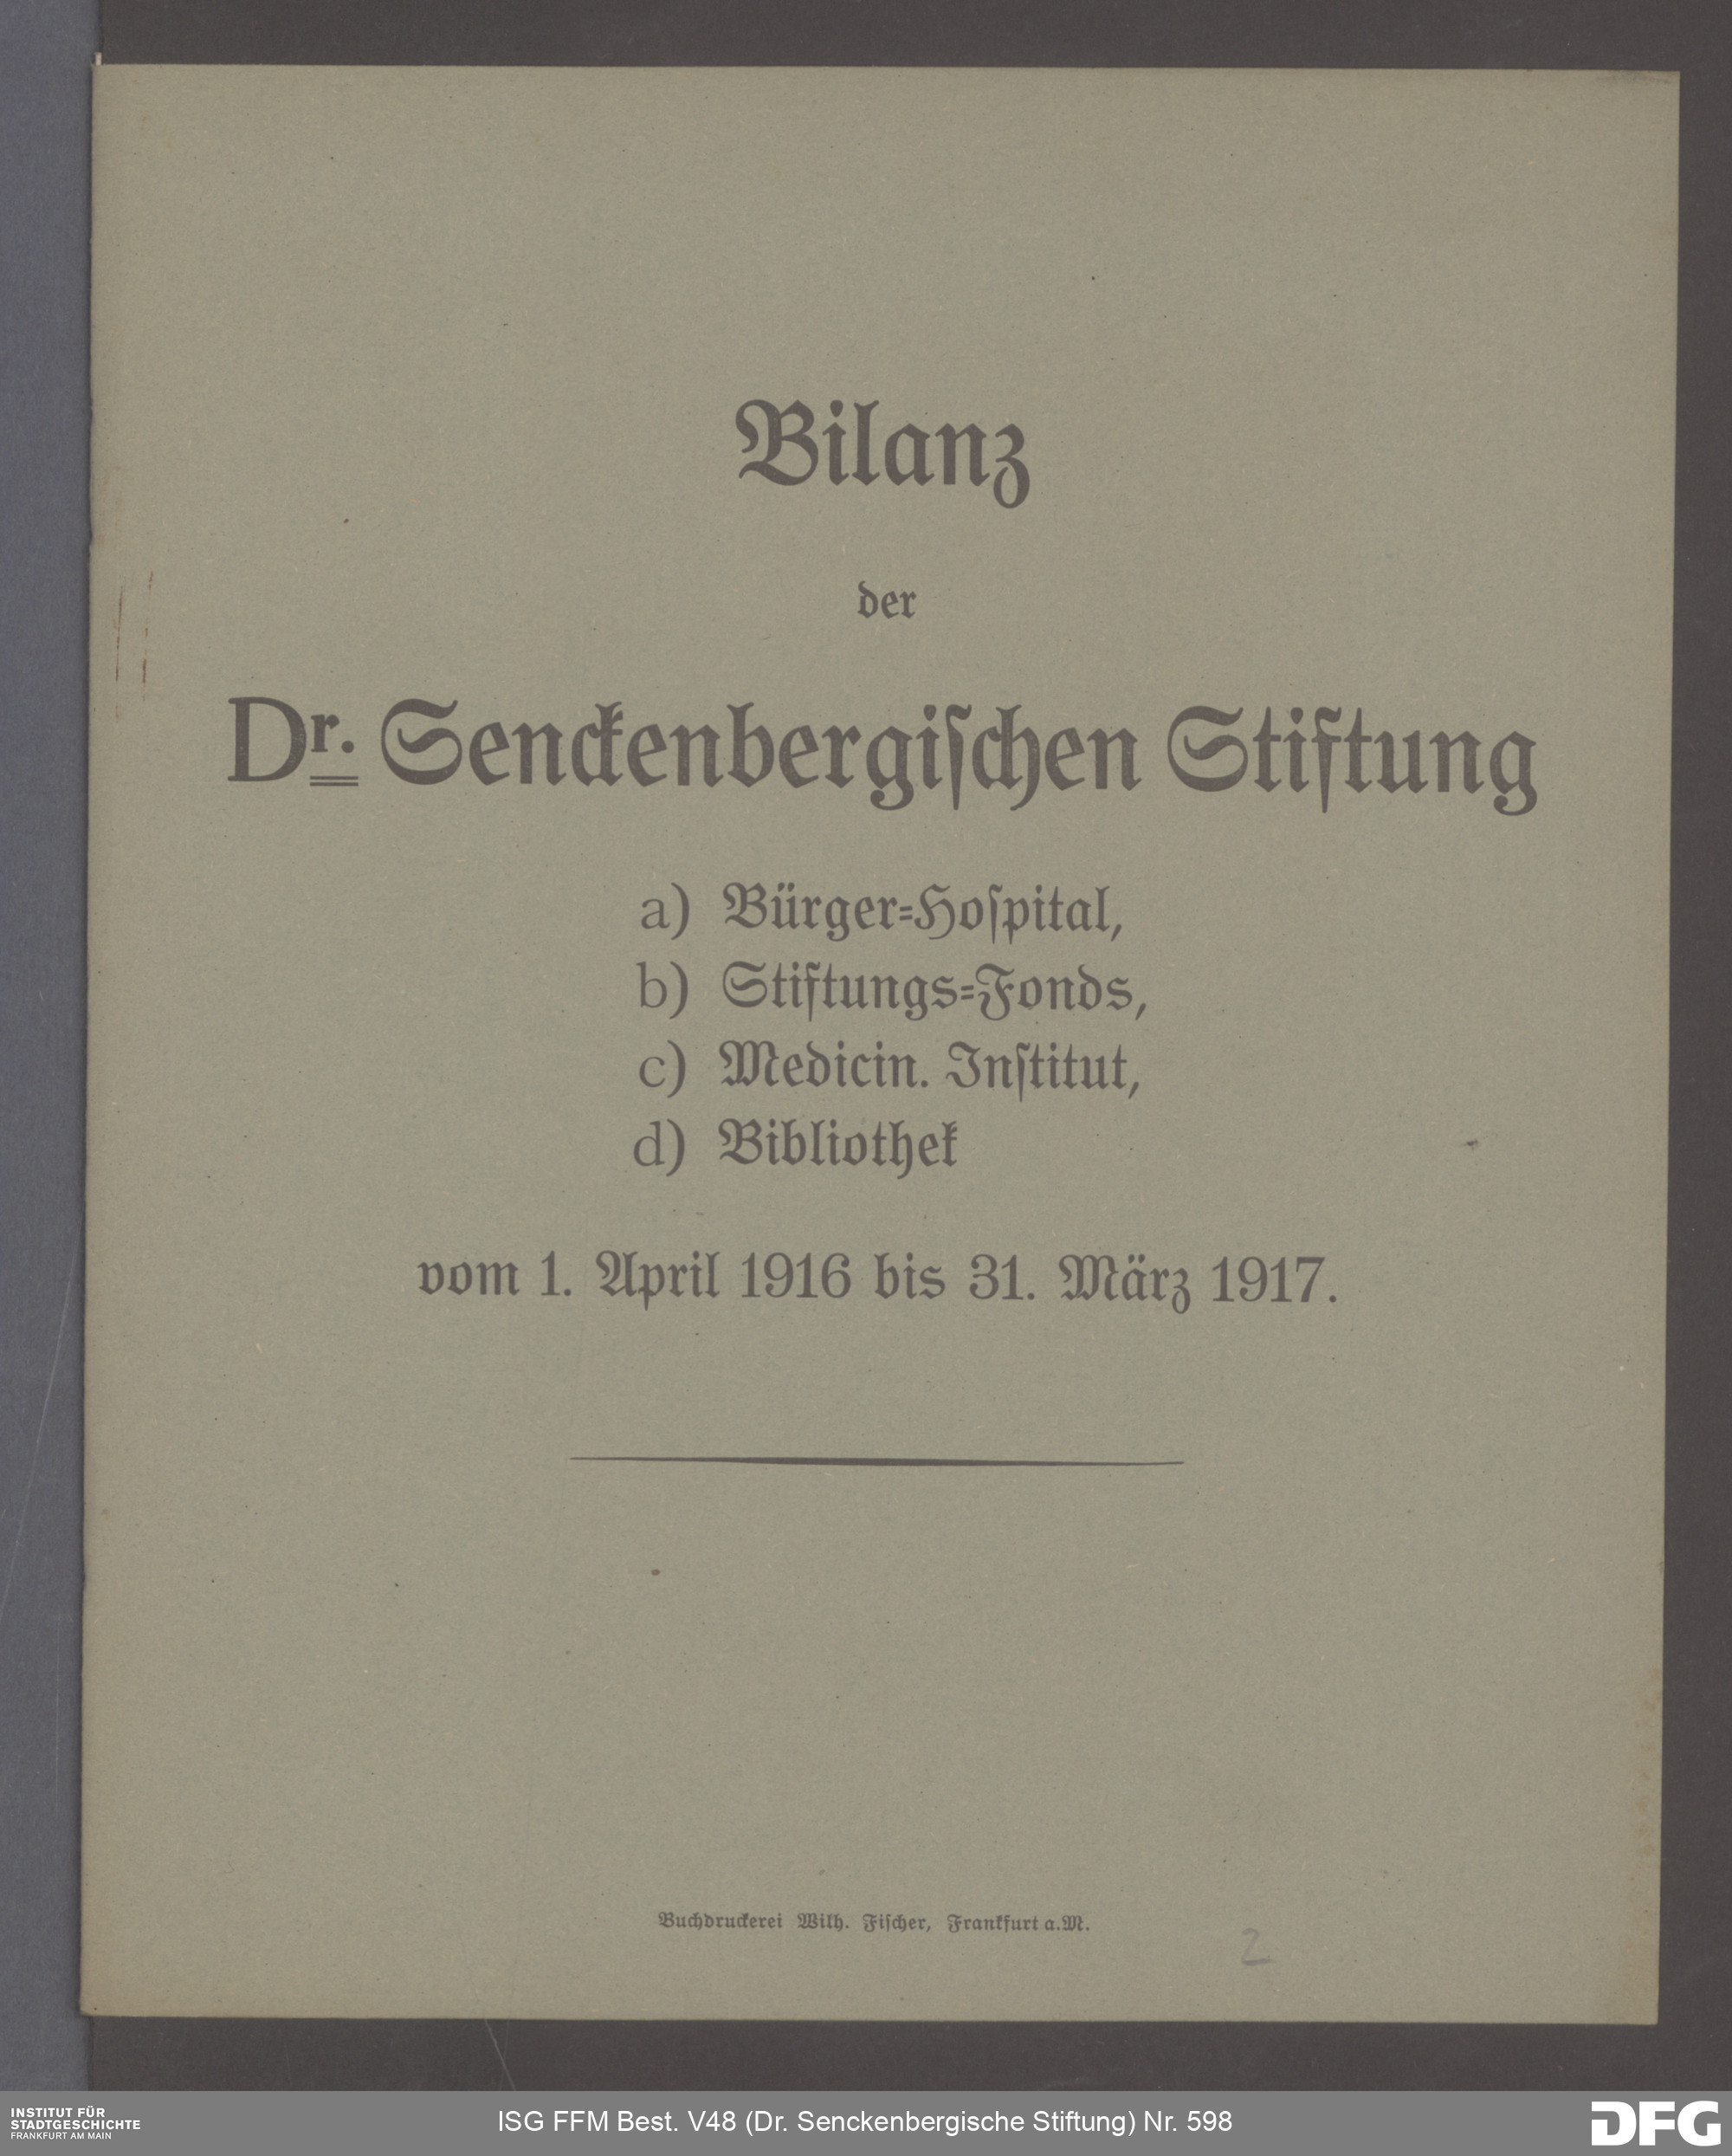 Bilanz
der
Dr. Senckenbergischen Stiftung
a) Bürger-Hospital,
b) Stiftungs-Fonds,
c) Medicin. Institut,
d) Bibliothek
vom 1. April 1916 bis 31. März 1917.
Buchdruckerei Wilh. Fischer, Frankfurt a.M.
2
INSTITUT FÜR
STADTGESCHICHTE
FRANKFURT AM MAIN
ISG FFM Best. V48 (Dr. Senckenbergische Stiftung) Nr. 598
DFG